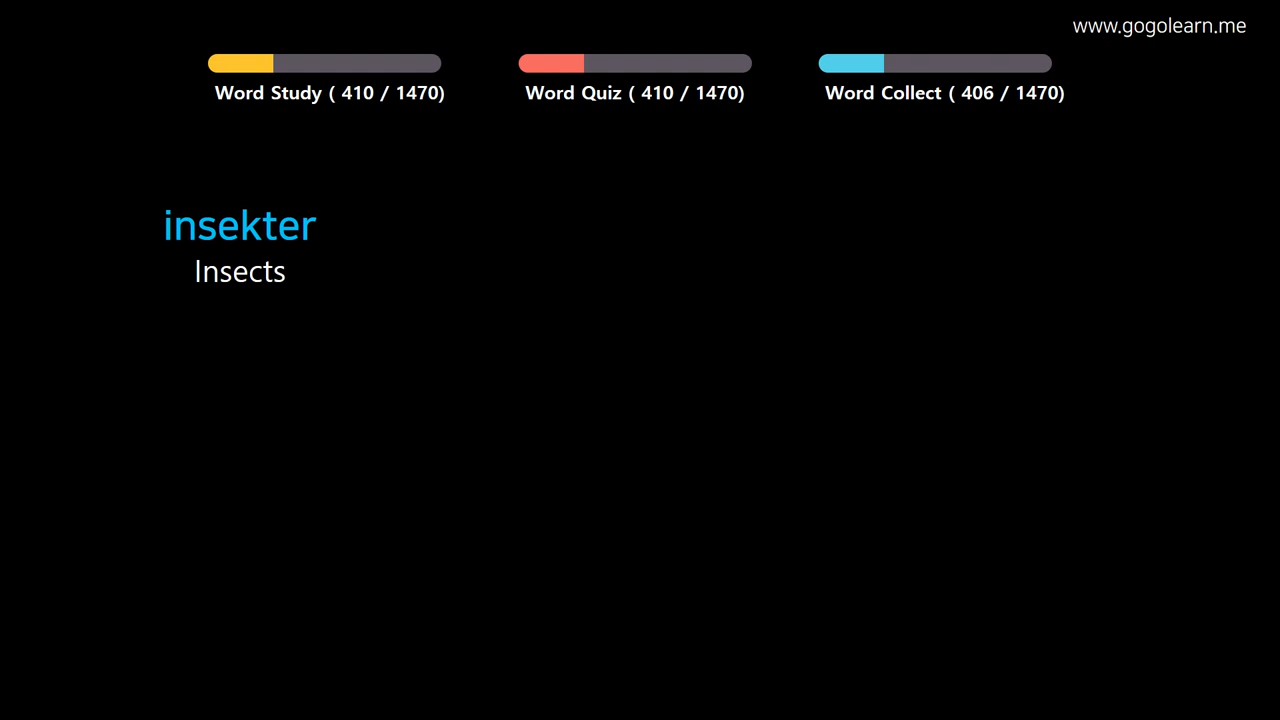 www.gogolearn.me
Word Study ( 410 / 1470)
Word Quiz ( 410 / 1470)
Word Collect ( 406 / 1470)
insekter
Insects